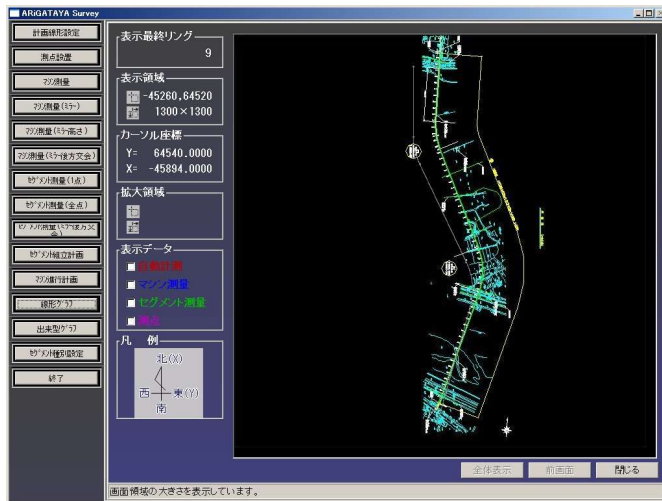 ARiGATAYA Survey
計画線形設定
測点設置
マシン測量
マシン測量(ミラー)
マシン測量(ミラー高さ)
マシン測量(ミラー後方交会)
セグメント測量(1点)
セグメント測量(全点)
セグメント組立計画
マシン進行計画
線形グラフ
出来型グラフ
セグメント種別設定
終了
表示最終リング
9
表示領域
-45260,64520
1300×1300
カーソル座標
Y= 64540.0000
X= -45894.0000
拡大領域
表示データ
自動計測
マシン測量
セグメント測量
測点
凡 例
北(X)
西
東(Y)
南
全体表示
前画面
閉じる
画面領域の大きさを表示しています。